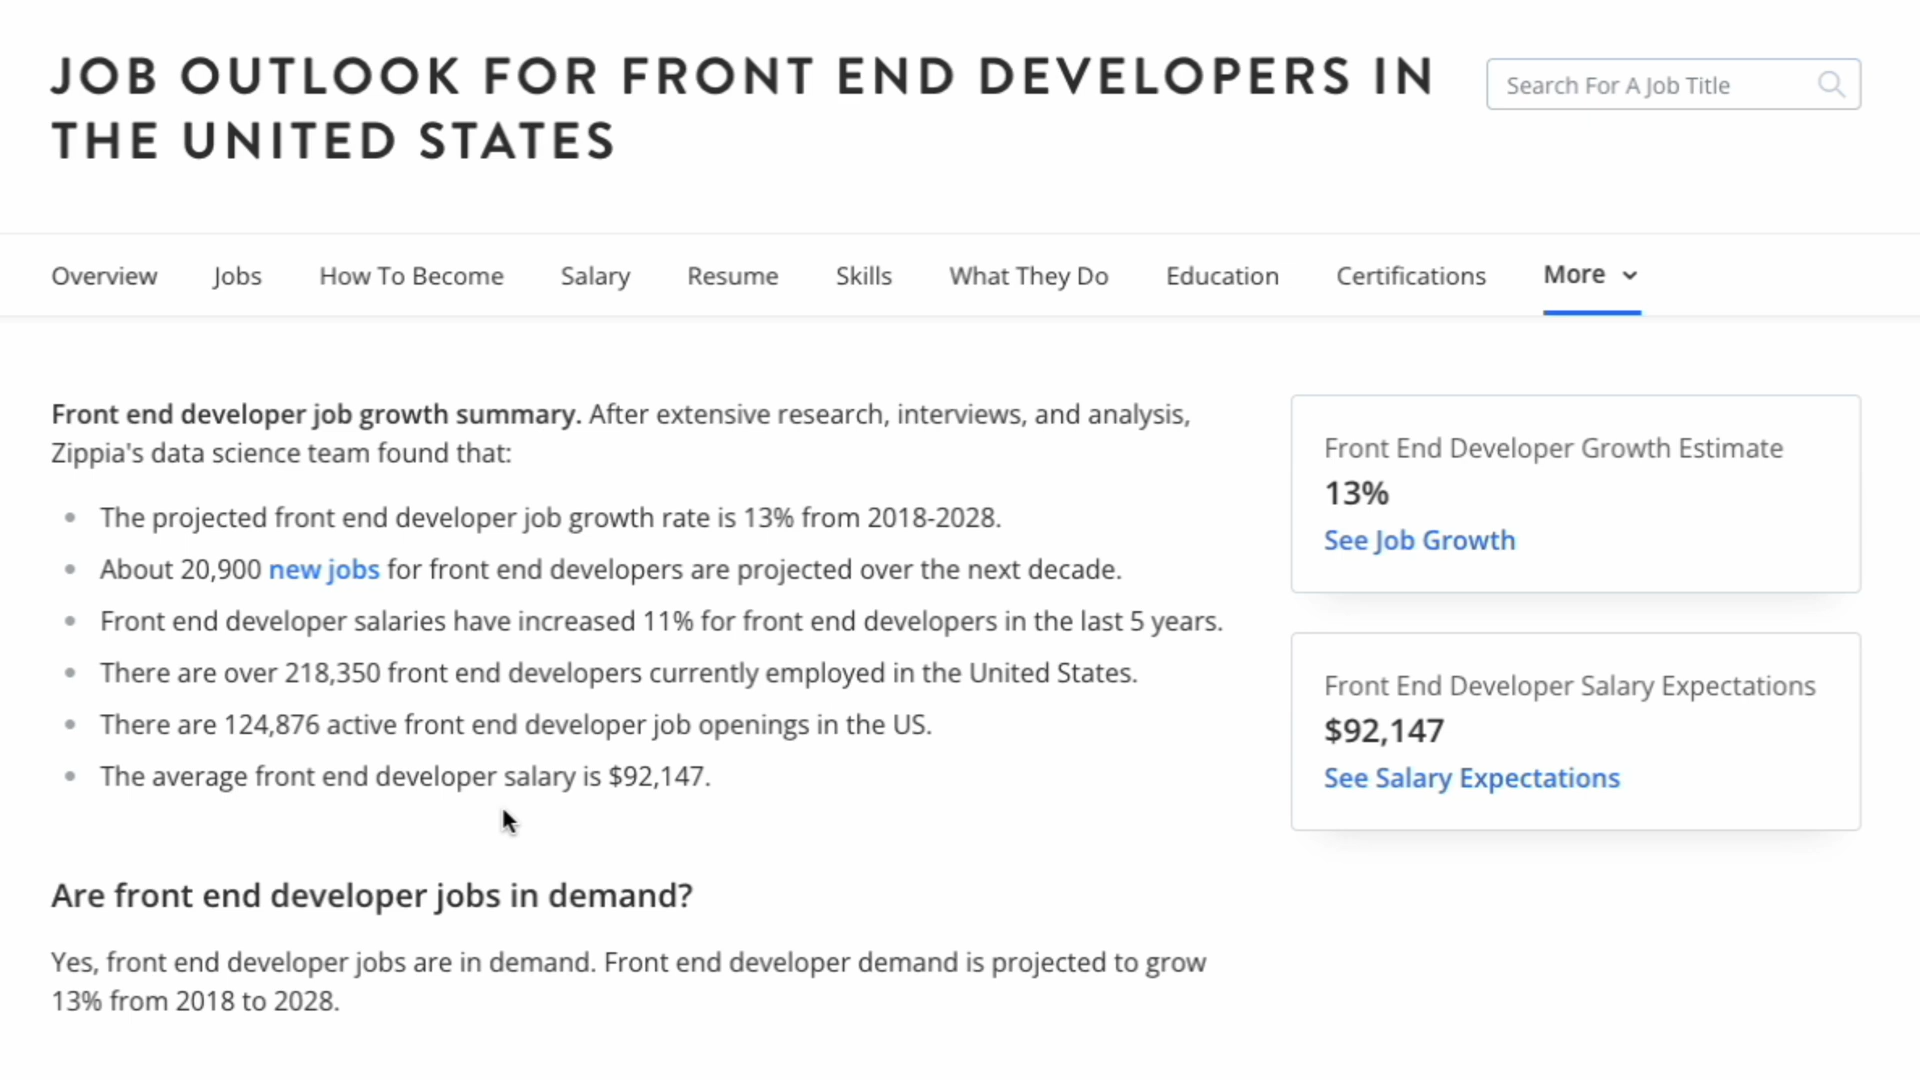 JOB OUTLOOK FOR FRONT END DEVELOPERS IN
THE UNITED STATES
Search For A Job Title
Overview Jobs How To Become Salary Resume Skills What They Do Education Certifications More
Front end developer job growth summary. After extensive research, interviews, and analysis,
Zippia's data science team found that:
The projected front end developer job growth rate is 13% from 2018-2028.
About 20,900 new jobs for front end developers are projected over the next decade.
Front end developer salaries have increased 11% for front end developers in the last 5 years.
There are over 218,350 front end developers currently employed in the United States.
There are 124,876 active front end developer job openings in the US.
The average front end developer salary is $92,147.
Are front end developer jobs in demand?
Yes, front end developer jobs are in demand. Front end developer demand is projected to grow
13% from 2018 to 2028.
Front End Developer Growth Estimate
13%
See Job Growth
Front End Developer Salary Expectations
$92,147
See Salary Expectations